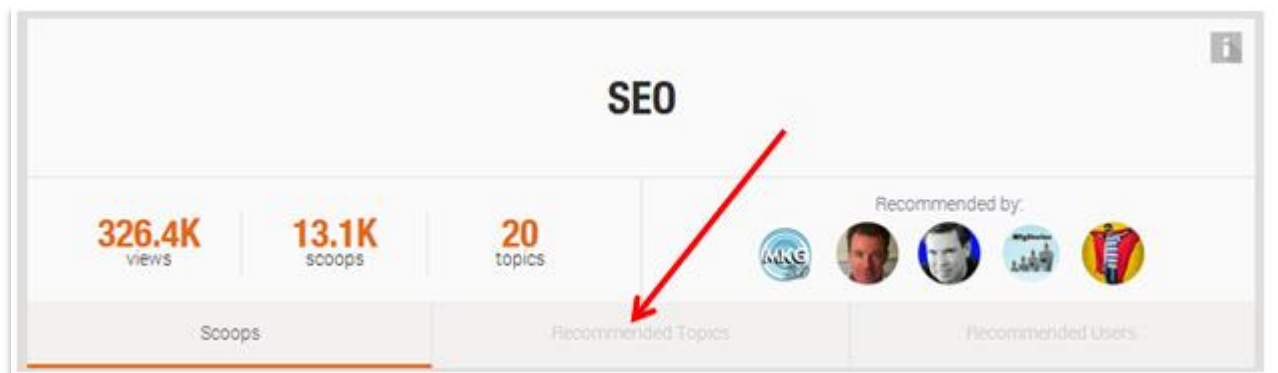 i
SEO
326.4K
views
13.1K
scoops
20
topics
Recommended by:
MKG
Scoops
Recommended Topics
Recommended Users